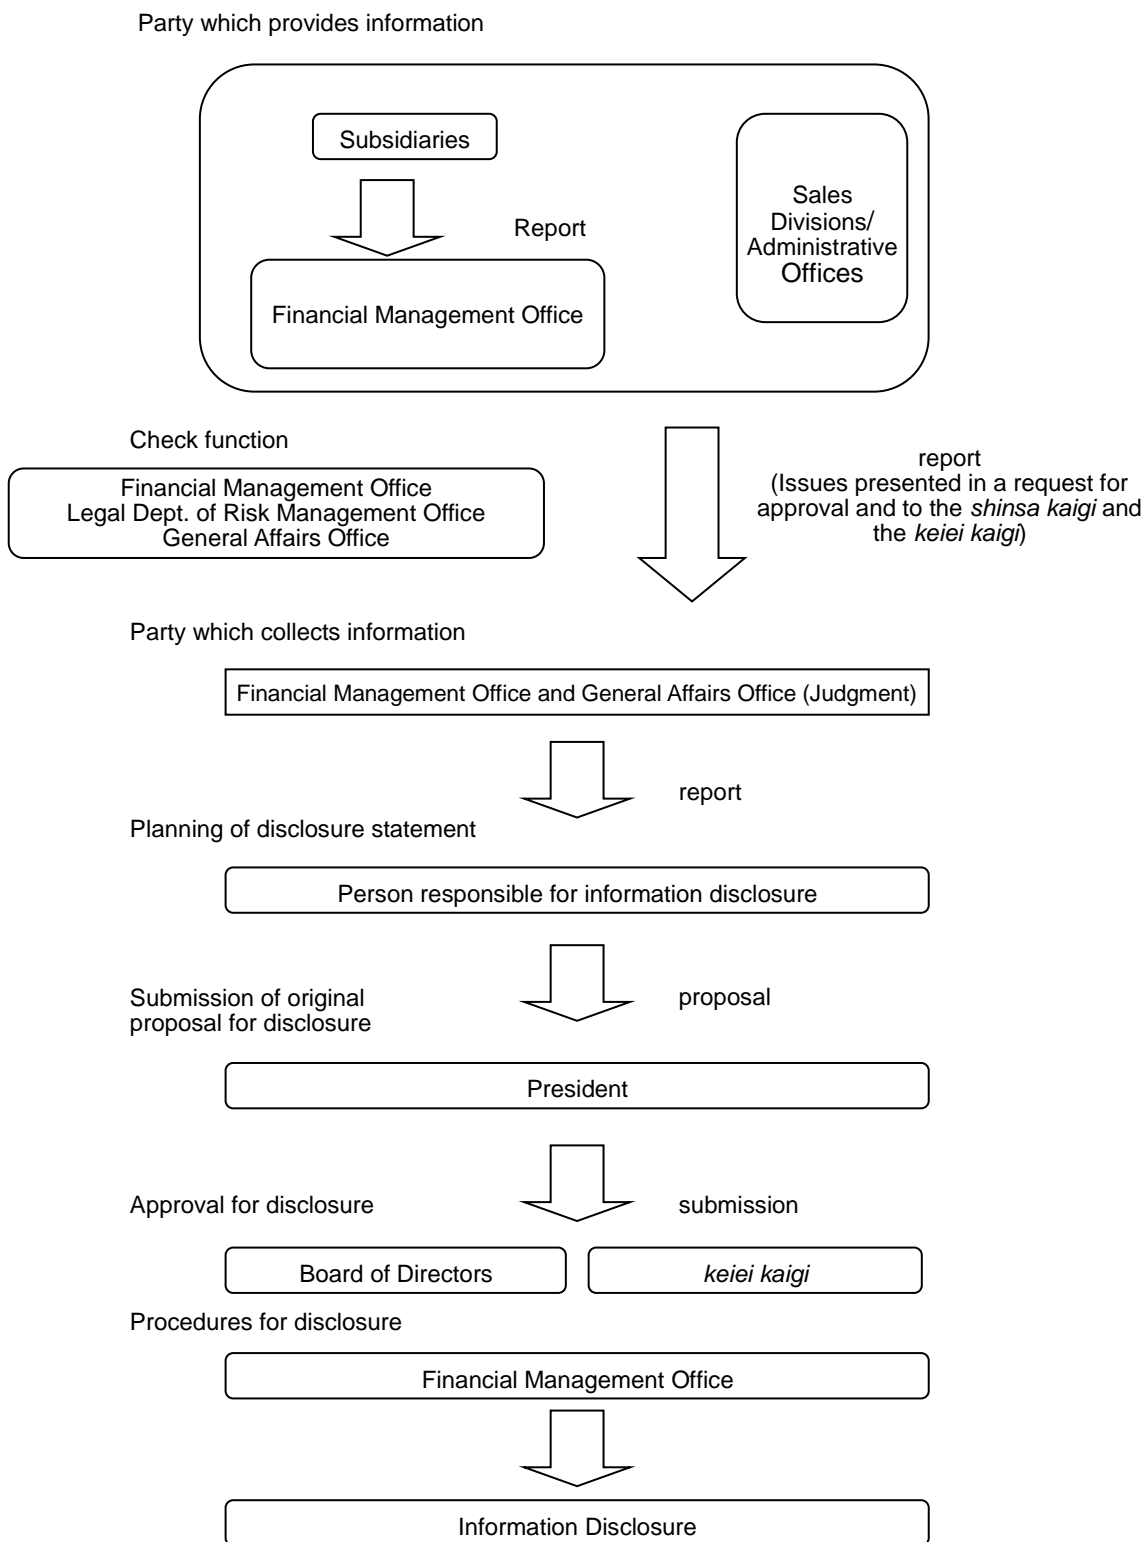 Party which provides information
Subsidiaries
Report
Financial Management Office
Sales
Divisions/
Administrative
Offices
Check function
Financial Management Office
Legal Dept. of Risk Management Office
General Affairs Office
report
(Issues presented in a request for
approval and to the shinsa kaigi and
the keiei kaigi)
Party which collects information
Financial Management Office and General Affairs Office (Judgment)
report
Planning of disclosure statement
Person responsible for information disclosure
Submission of original
proposal for disclosure
proposal
President
Approval for disclosure
submission
Board of Directors
keiei kaigi
Procedures for disclosure
Financial Management Office
Information Disclosure